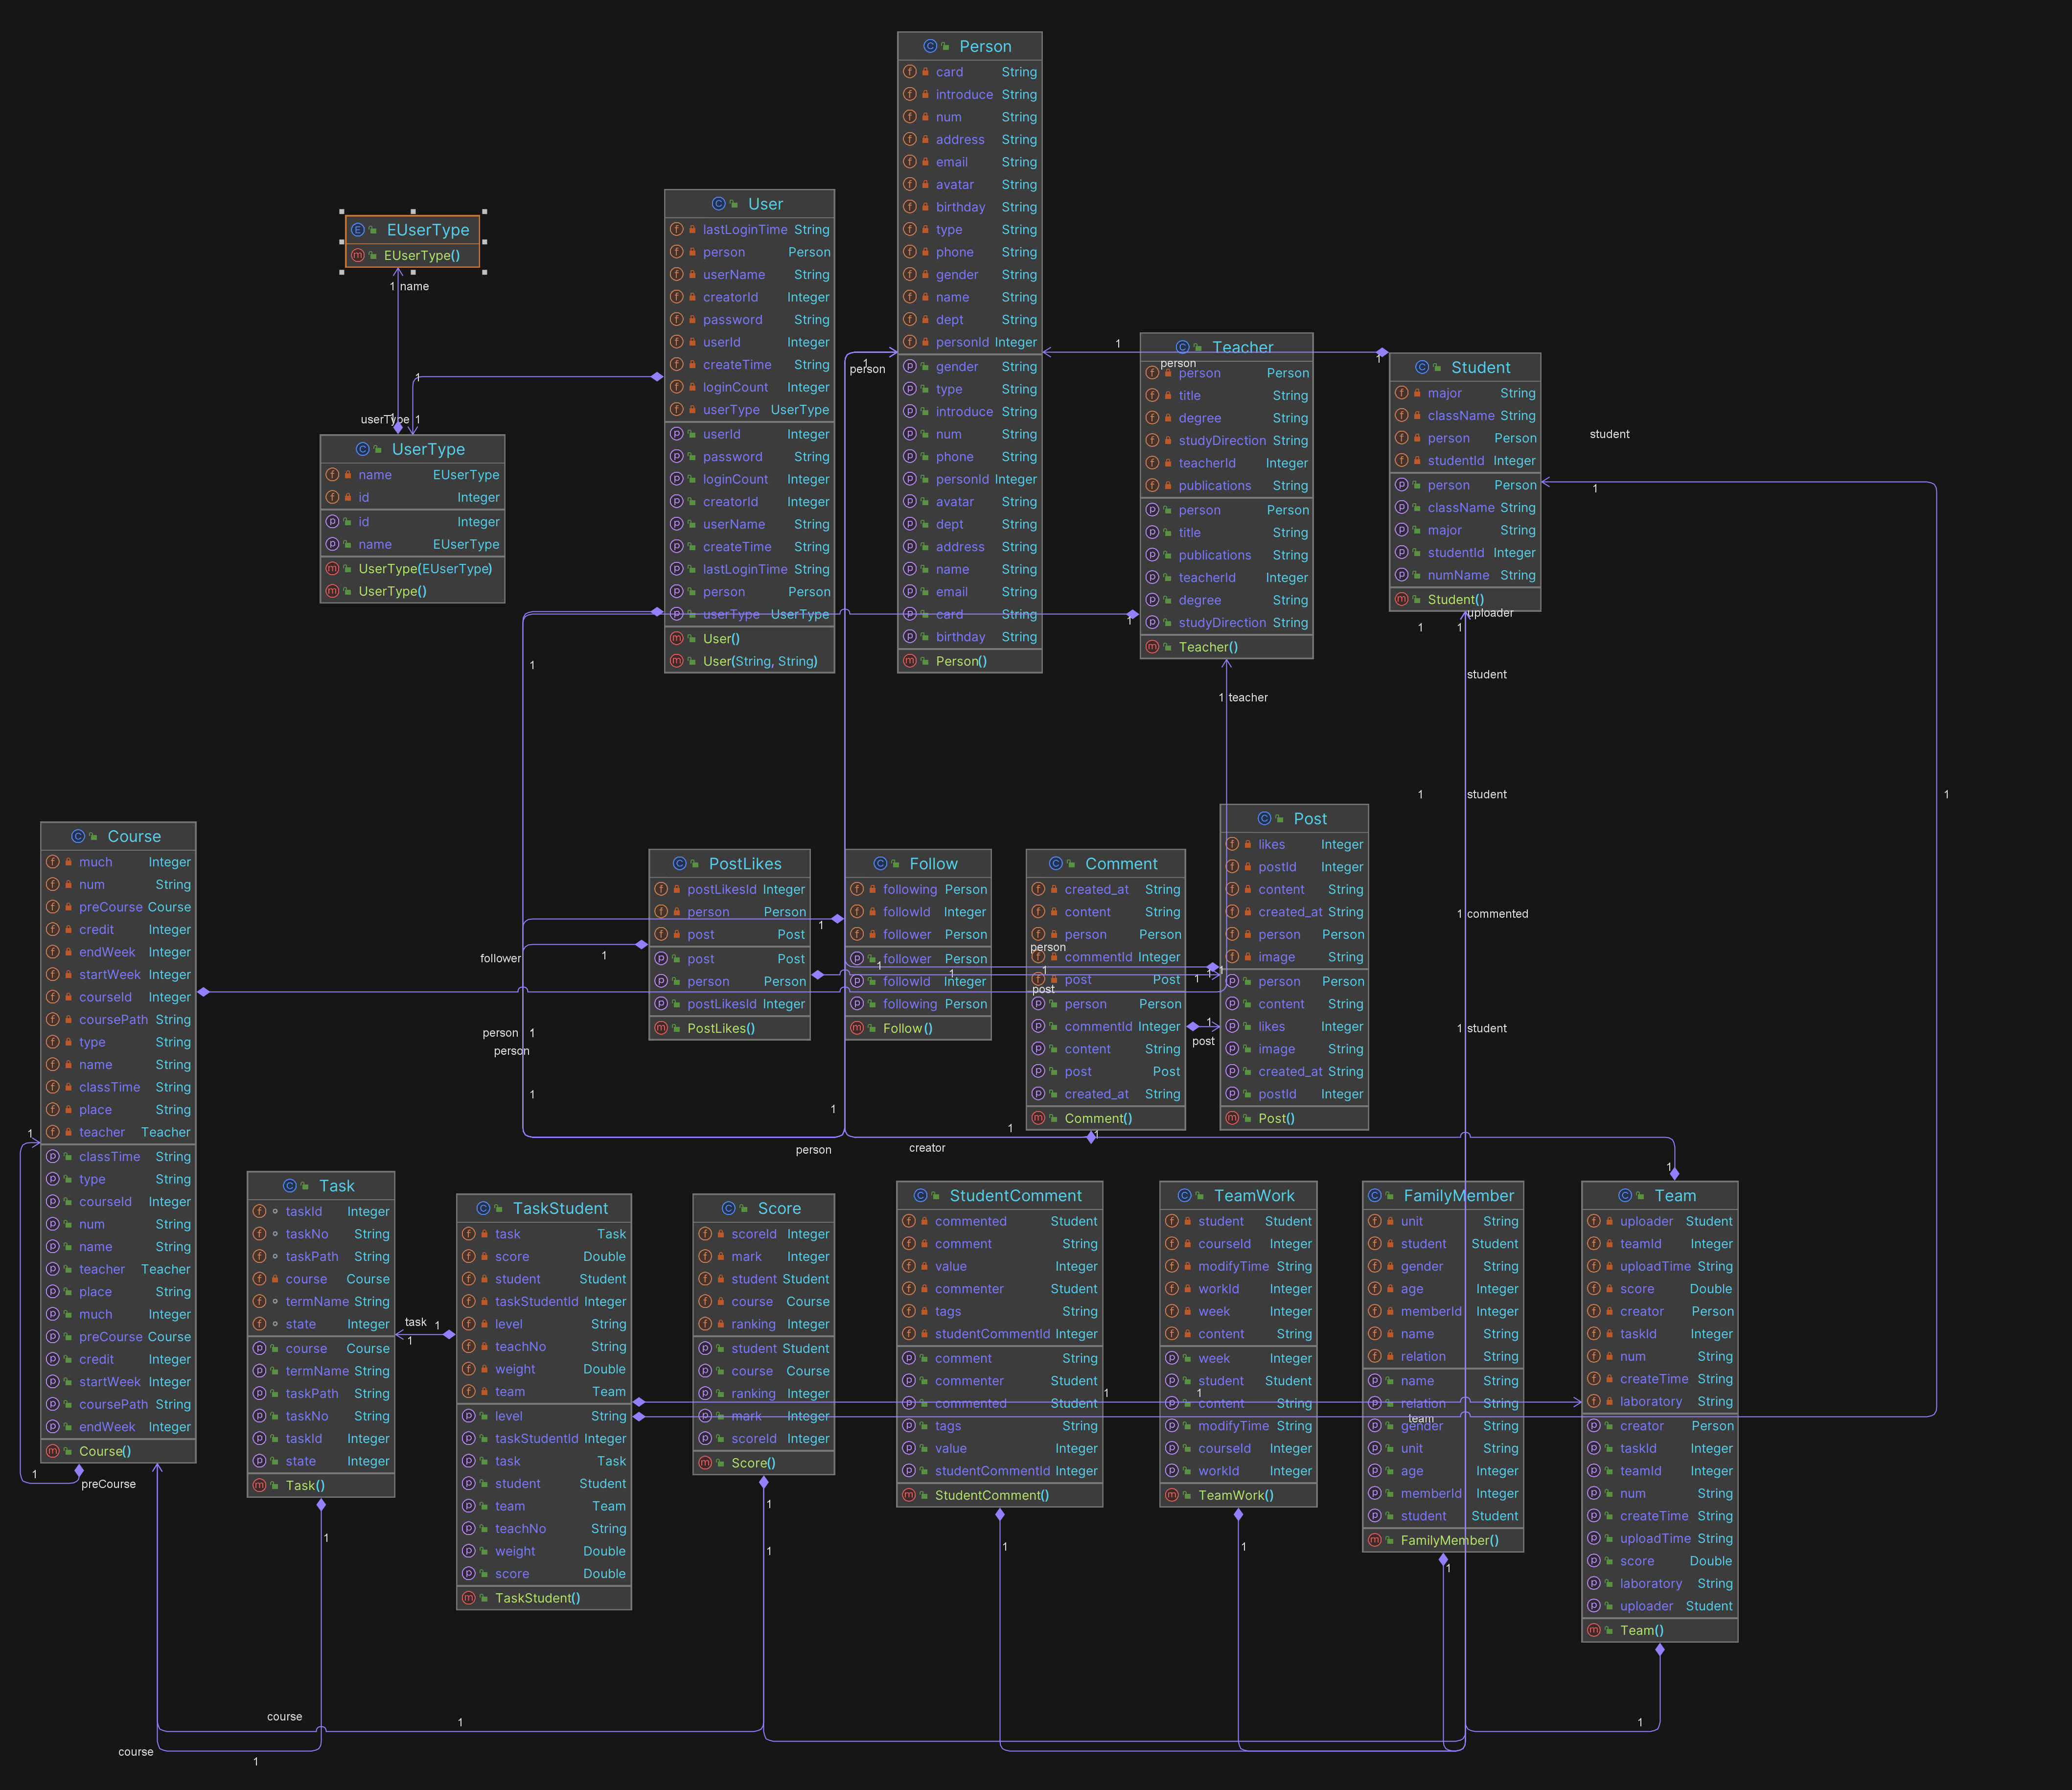 Person
card String
introduce String
num String
address String
email String
avatar String
birthday String
type String
phone String
gender String
name String
dept String
personId Integer
gender String
type String
introduce String
num String
phone String
personId Integer
avatar String
dept String
address String
name String
email String
card String
birthday String
Person()
User
lastLoginTime String
person Person
userName String
creatorId Integer
password String
userId Integer
createTime String
loginCount Integer
userType UserType
userId Integer
password String
loginCount Integer
creatorId Integer
userName String
createTime String
lastLoginTime String
person Person
userType UserType
User()
User(String, String)
EUserType
EUserType()
1 name
1
userType 1
1
UserType
name EUserType
id Integer
id Integer
name EUserType
UserType(EUserType)
UserType()
1
person
1
1
Teacher
person
person Person
title String
degree String
studyDirection String
teacherId Integer
publications String
person Person
title String
publications String
teacherId Integer
degree String
studyDirection String
Teacher()
1
1 teacher
Student
major String
className String
person Person
studentId Integer
person Person
className String
major String
studentId Integer
numName String
Student()
student
1
uploader
1 1
student
1 student
1
1 commented
1 student
1
Course
much Integer
num String
preCourse Course
credit Integer
endWeek Integer
startWeek Integer
courseId Integer
coursePath String
type String
name String
classTime String
place String
teacher Teacher
classTime String
type String
courseId Integer
num String
name String
teacher Teacher
place String
much Integer
preCourse Course
credit Integer
startWeek Integer
coursePath String
endWeek Integer
Course()
1
1
preCourse
PostLikes
postLikesId Integer
person Person
post Post
post Post
person Person
postLikesId Integer
PostLikes()
Follow
following Person
followId Integer
follower Person
follower Person
followId Integer
following Person
Follow()
Comment
created_at String
content String
person Person
person
commentId Integer
post Post
post
person Person
commentId Integer
content String
post Post
created_at String
Comment()
Post
likes Integer
postId Integer
content String
created_at String
person Person
image String
person Person
content String
likes Integer
image String
created_at String
postId Integer
Post()
1
follower
1
1
1
1
1
1 1 1
1
post
person 1
person
1
1
person
creator
1
1
1
Task
taskId Integer
taskNo String
taskPath String
course Course
termName String
state Integer
course Course
termName String
taskPath String
taskNo String
taskId Integer
state Integer
Task()
task 1
1
TaskStudent
task Task
score Double
student Student
taskStudentId Integer
level String
teachNo String
weight Double
team Team
level String
taskStudentId Integer
task Task
student Student
team Team
teachNo String
weight Double
score Double
TaskStudent()
Score
scoreId Integer
mark Integer
student Student
course Course
ranking Integer
student Student
course Course
ranking Integer
mark Integer
scoreId Integer
Score()
StudentComment
commented Student
comment String
value Integer
commenter Student
tags String
studentCommentId Integer
comment String
commenter Student
commented Student
tags String
value Integer
studentCommentId Integer
StudentComment()
1
TeamWork
student Student
courseId Integer
modifyTime String
workId Integer
week Integer
content String
week Integer
student Student
content String
modifyTime String
courseId Integer
workId Integer
TeamWork()
1
FamilyMember
unit String
student Student
gender String
age Integer
memberId Integer
name String
relation String
name String
relation String
team
gender String
unit String
age Integer
memberId Integer
student Student
FamilyMember()
Team
uploader Student
teamId Integer
uploadTime String
score Double
creator Person
taskId Integer
num String
createTime String
laboratory String
creator Person
taskId Integer
teamId Integer
num String
createTime String
uploadTime String
score Double
laboratory String
uploader Student
Team()
1
1
1
1
1
1
course
1
1
course
1